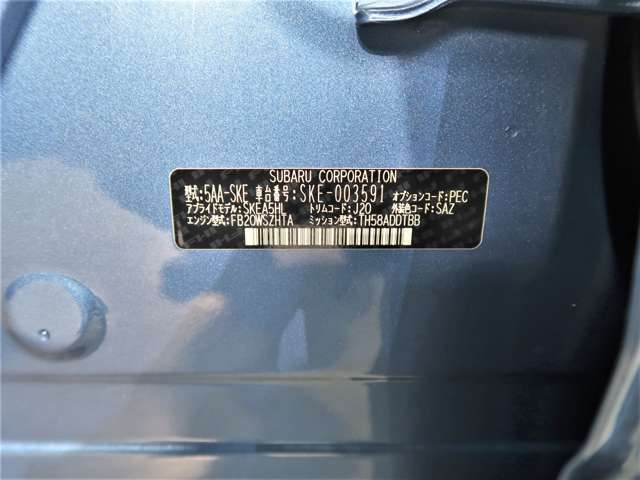 SUBARU CORPORATION
型式:5AA-SKE 車台番号:SKE-003591 オプションコード:PEC
アプライドモデル:SKEA5HL トリムコード:J20 外装色コード:SAZ
エンジン型式:FB20WSZHTA ミッション型式:TH58ADDTBB